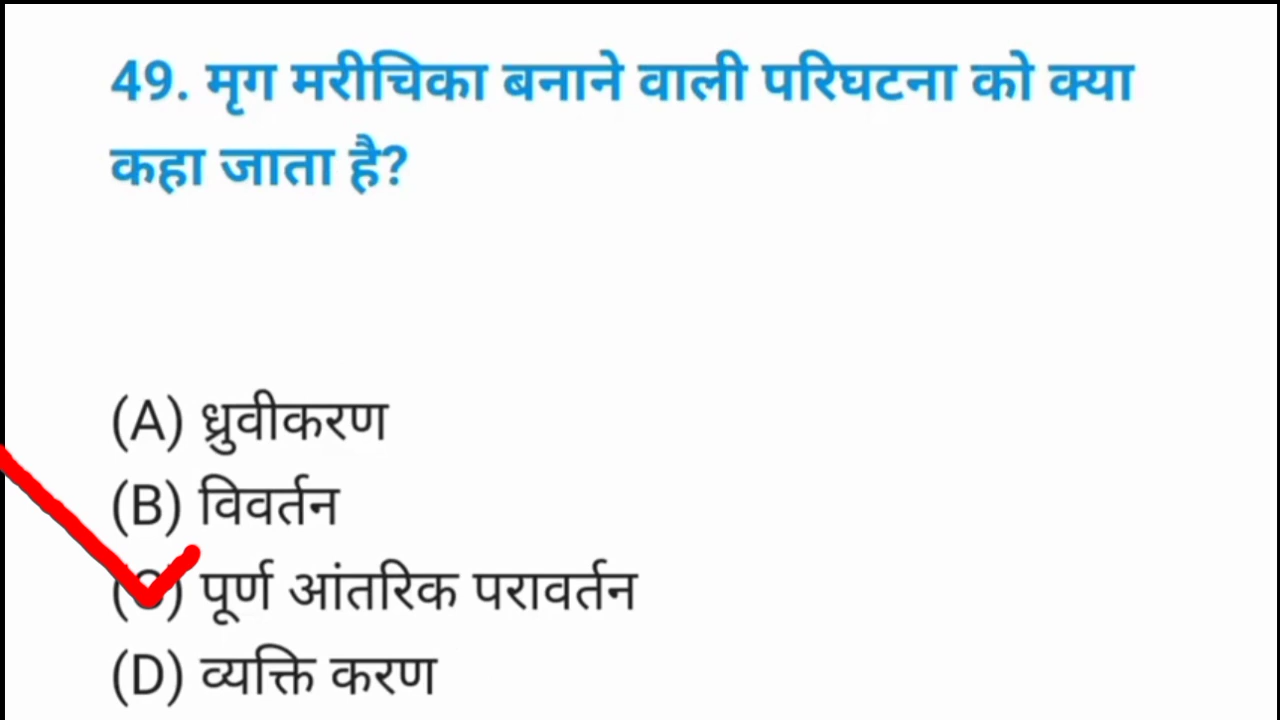 49. मृग मरीचिका बनाने वाली परिघटना को क्या
कहा जाता है?
(A) ध्रुवीकरण
(B) विवर्तन
(C) पूर्ण आंतरिक परावर्तन
(D) व्यक्ति करण